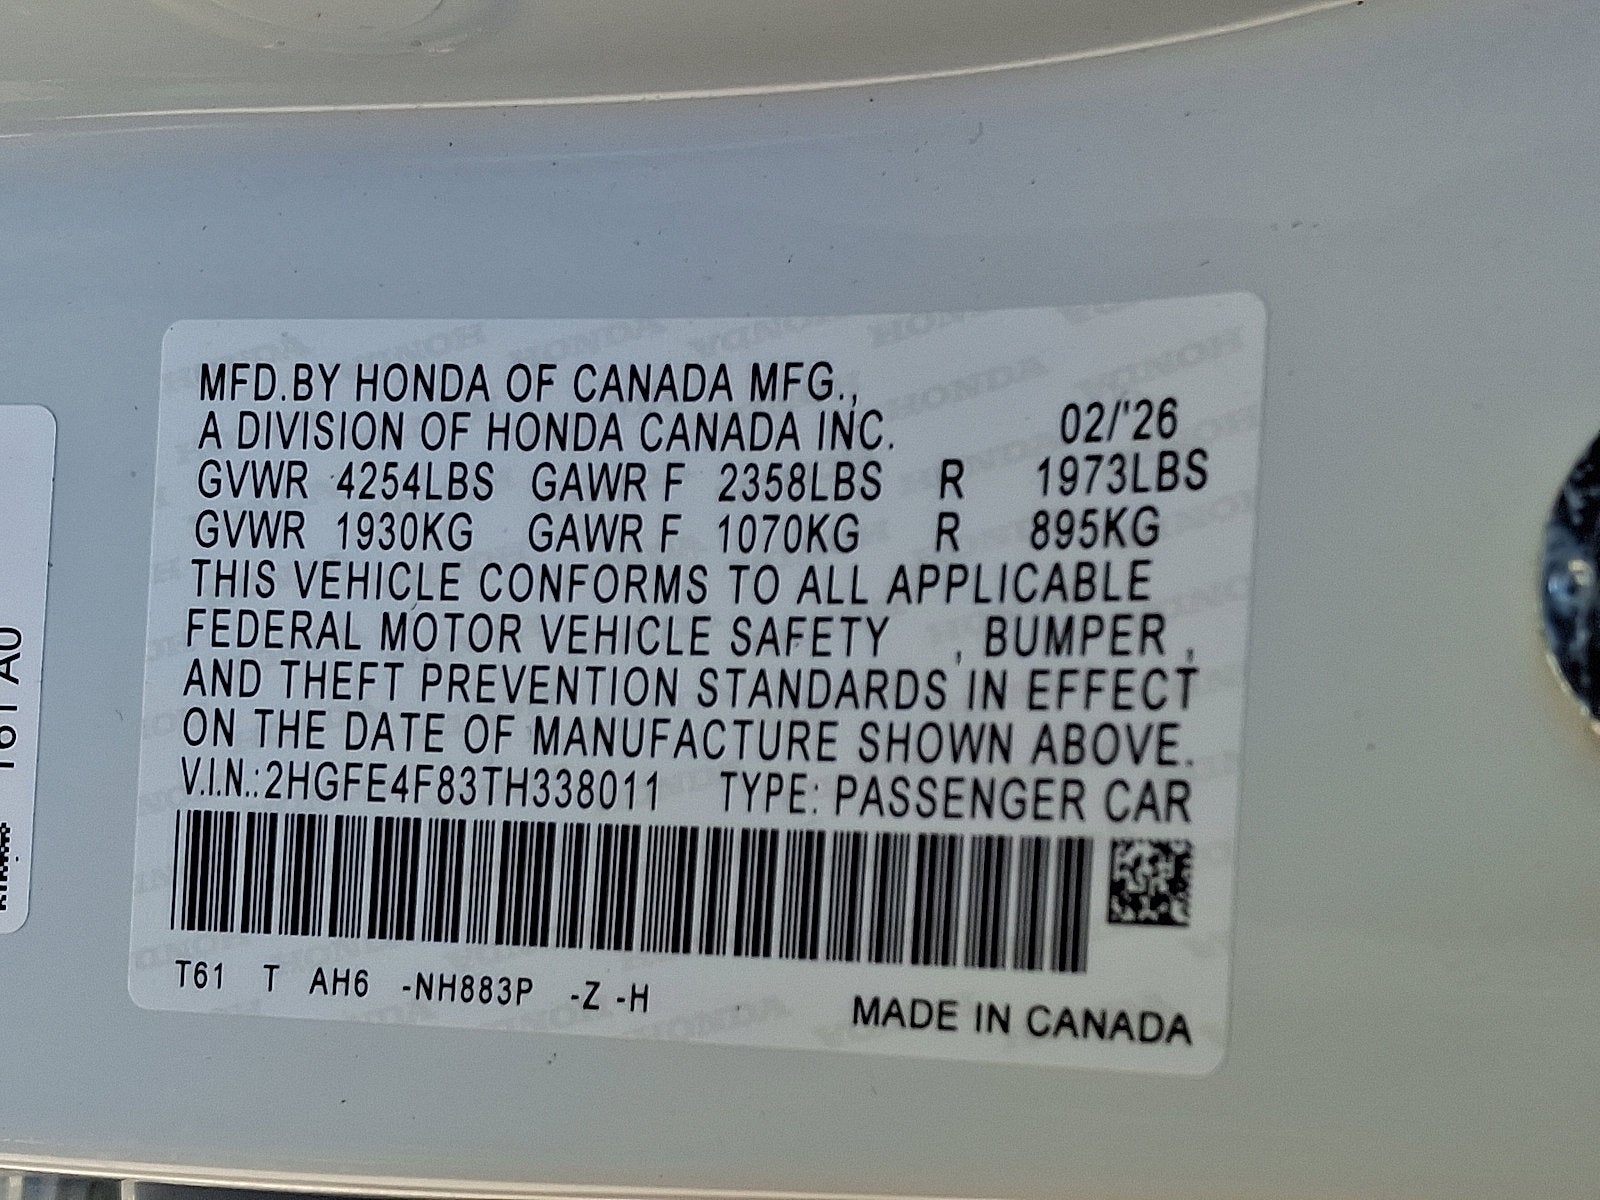 MFD.BY HONDA OF CANADA MFG.,
A DIVISION OF HONDA CANADA INC. 02/'26
GVWR 4254LBS GAWR F 2358LBS R 1973LBS
GVWR 1930KG GAWR F 1070KG R 895KG
THIS VEHICLE CONFORMS TO ALL APPLICABLE
FEDERAL MOTOR VEHICLE SAFETY , BUMPER ,
AND THEFT PREVENTION STANDARDS IN EFFECT
ON THE DATE OF MANUFACTURE SHOWN ABOVE.
V.I.N.:2HGFE4F83TH338011 TYPE: PASSENGER CAR
T61 T AH6 -NH883P -Z -H
MADE IN CANADA
T61 A0